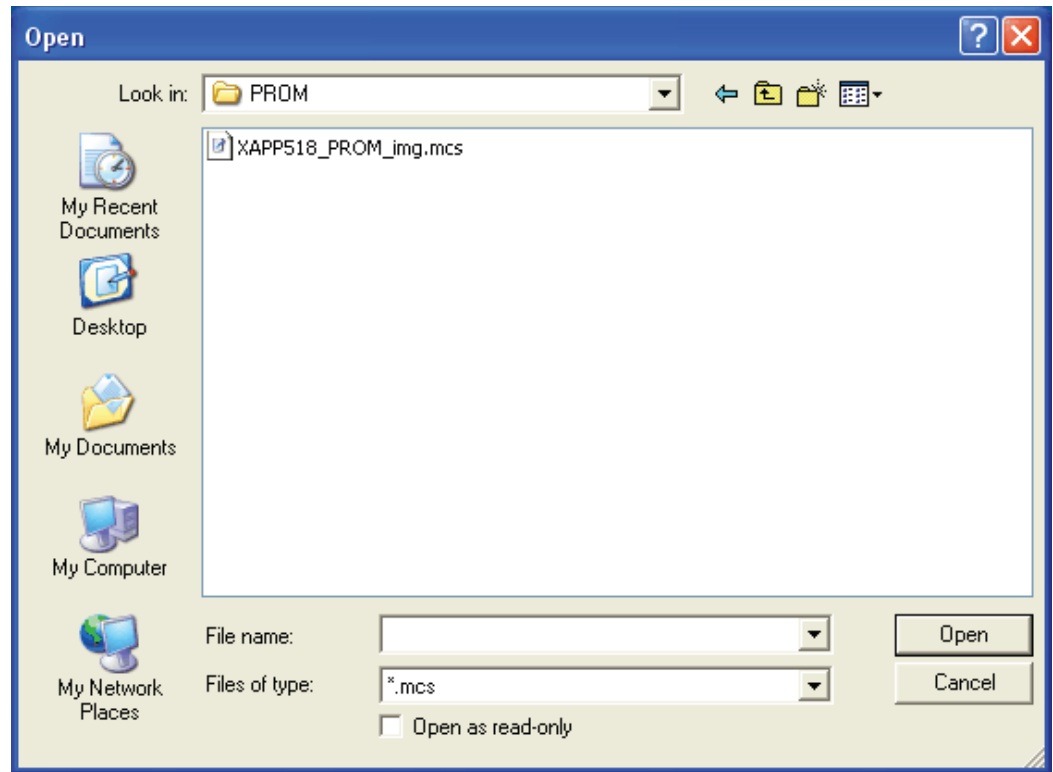 Open
?
Look in: PROM
XAPP518_PROM_img.mcs
My Recent
Documents
Desktop
My Documents
My Computer
My Network
Places
File name:
Open
Files of type: *.mcs
Cancel
Open as read-only